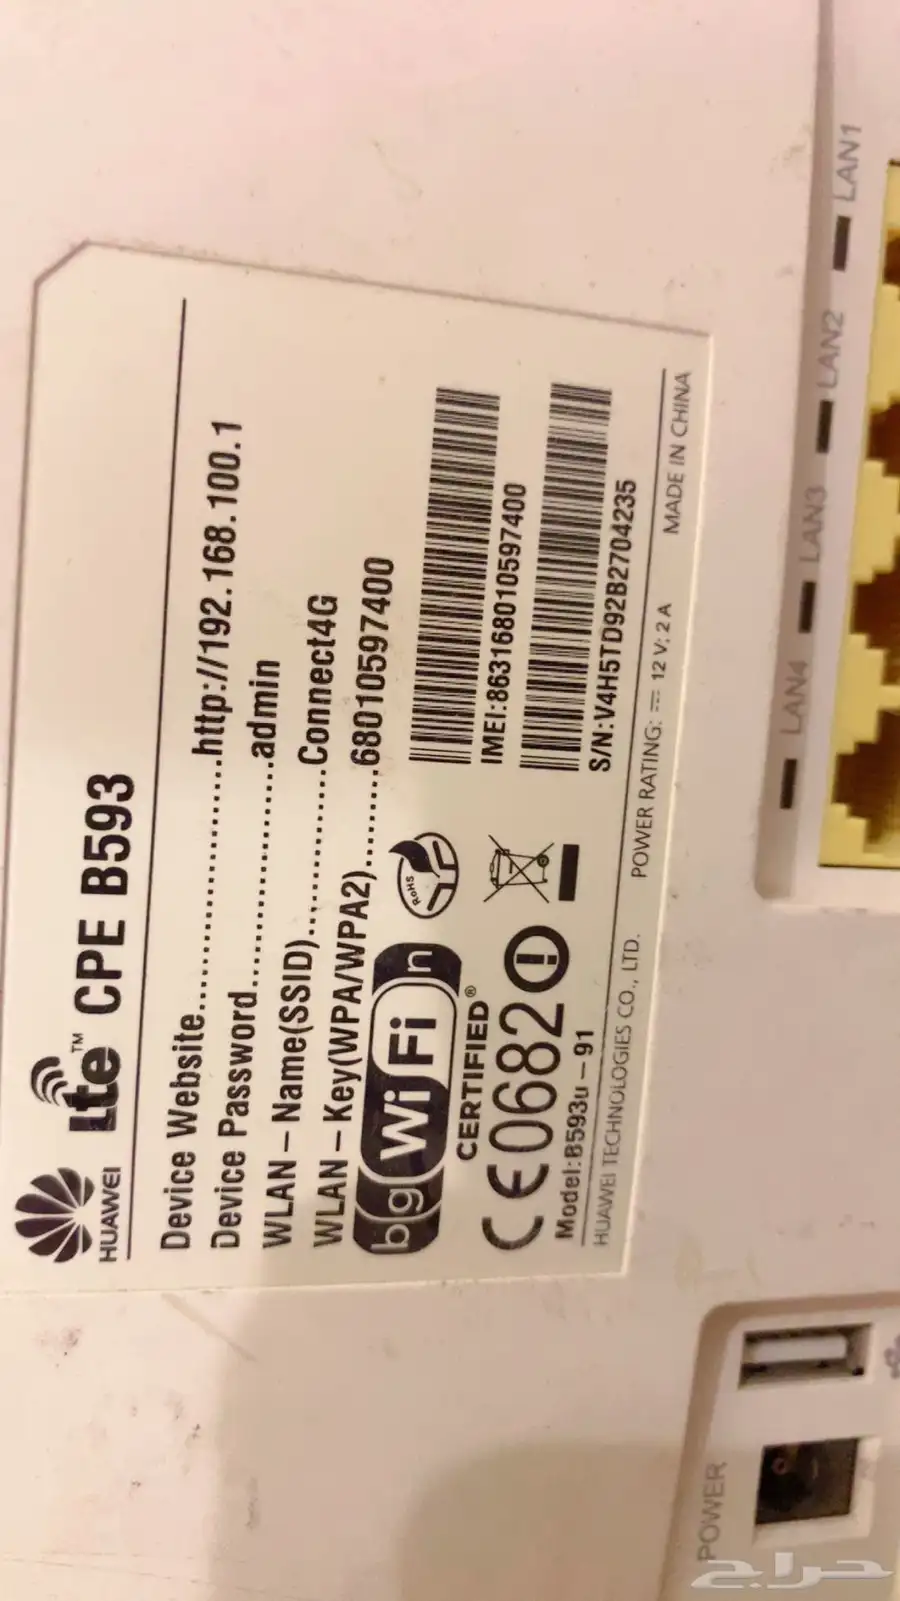 HUAWEI
Lte™ CPE B593
Device Website..................http://192.168.100.1
Device Password..................admin
WLAN – Name(SSID)..............Connect4G
WLAN – Key(WPA/WPA2)........68010597400
b g WiFi n
CERTIFIED®
RoHS
IMEI:863168010597400
CE0682
S/N:V4H5TD92B2704235
Model:B593u – 91
HUAWEI TECHNOLOGIES CO., LTD.
POWER RATING: ⎓ 12 V; 2 A
MADE IN CHINA
POWER
LAN4
LAN3
LAN2
LAN1
حراج